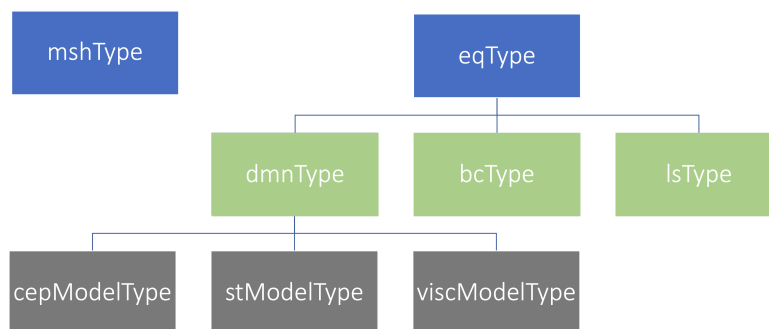 mshType
eqType
dmnType
bcType
lsType
cepModelType
stModelType
viscModelType